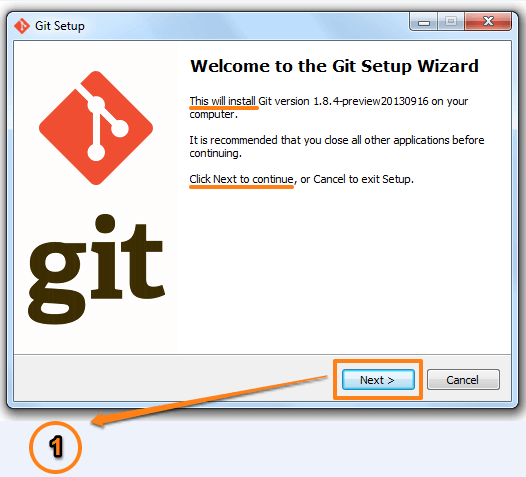 Git Setup
Welcome to the Git Setup Wizard
This will install Git version 1.8.4-preview20130916 on your
computer.
It is recommended that you close all other applications before
continuing.
Click Next to continue, or Cancel to exit Setup.
git
Next >
Cancel
1